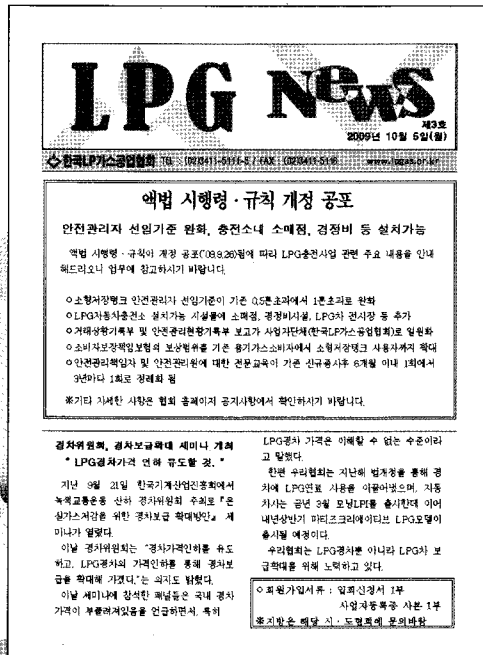 LPG News
제3호
2009년 10월 5일(월)
한국LP가스공업협회 TEL : (02)3411-5111-5 / FAX : (02)3411-5116 www.lpgas.or.kr
액법 시행령·규칙 개정 공포
안전관리자 선임기준 완화, 충전소내 소매점, 경정비 등 설치가능
액법 시행령·규칙이 개정 공포('09.9.26)됨에 따라 LPG충전사업 관련 주요 내용을 안내
해드리오니 업무에 참고하시기 바랍니다.
○소형저장탱크 안전관리자 선임기준이 기존 0.5톤초과에서 1톤초과로 완화
○LPG자동차충전소 설치가능 시설물에 소매점, 경정비시설, LPG차 전시장 등 추가
○거래상황기록부 및 안전관리현황기록부 보고가 사업자단체(한국LP가스공업협회)로 일원화
○소비자보장책임보험의 보상범위를 기존 용기가스소비자에서 소형저장탱크 사용자까지 확대
○안전관리책임자 및 안전관리원에 대한 전문교육이 기존 신규종사후 6개월 이내 1회에서
3년마다 1회로 정례화 됨
※기타 자세한 사항은 협회 홈페이지 공지사항에서 확인하시기 바랍니다.
경차위원회, 경차보급확대 세미나 개최
" LPG경차가격 인하 유도할 것. "
지난 9월 21일 한국기계산업진흥회에서
녹색교통운동 산하 경차위원회 주최로 『온
실가스저감을 위한 경차보급 확대방안』 세
미나가 열렸다.
이날 경차위원회는 "경차가격인하를 유도
하고, LPG경차의 가격인하를 통해 경차보
급을 확대해 가겠다."는 의지도 밝혔다.
이날 세미나에 참석한 패널들은 국내 경차
가격이 부풀려져있음을 언급하면서, 특히
LPG경차 가격은 이해할 수 없는 수준이라
고 말했다.
한편 우리협회는 지난해 법개정을 통해 경
차에 LPG연료 사용을 이끌어냈으며, 자동
차사는 금년 3월 모닝LPI를 출시한데 이어
내년상반기 마티즈크리에이티브 LPG모델이
출시될 예정이다.
우리협회는 LPG경차뿐 아니라 LPG차 보
급확대를 위해 노력하고 있다.
○회원가입서류 : 입회신청서 1부
사업자등록증 사본 1부
※지방은 해당 시·도협회에 문의바람